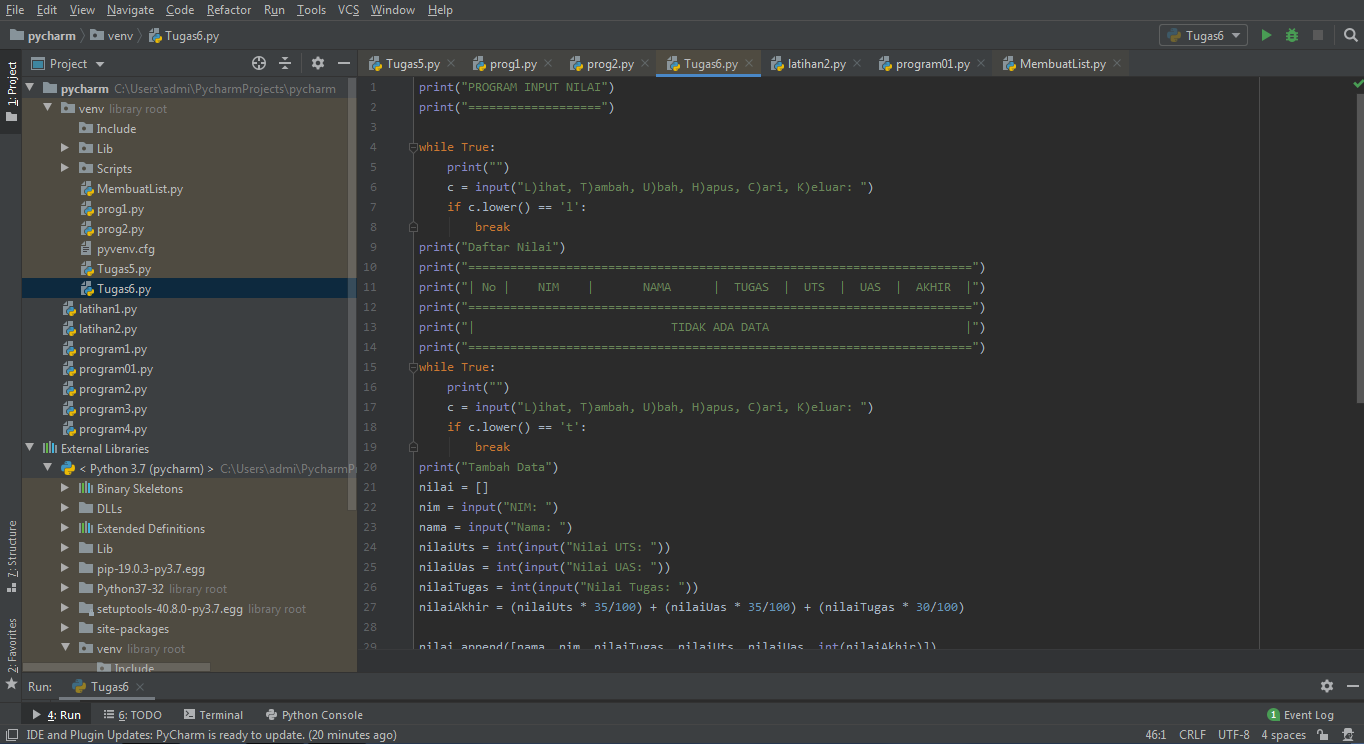 File Edit View Navigate Code Refactor Run Tools VCS Window Help
pycharm venv Tugas6.py Tugas6
Project Tugas5.py prog1.py prog2.py Tugas6.py latihan2.py program01.py MembuatList.py
1: Project
pycharm C:\Users\admi\PycharmProjects\pycharm
venv library root
Include
Lib
Scripts
MembuatList.py
prog1.py
prog2.py
pyvenv.cfg
Tugas5.py
Tugas6.py
latihan1.py
latihan2.py
program1.py
program01.py
program2.py
program3.py
program4.py
External Libraries
< Python 3.7 (pycharm) > C:\Users\admi\PycharmP
Binary Skeletons
DLLs
Extended Definitions
Lib
pip-19.0.3-py3.7.egg
Python37-32 library root
setuptools-40.8.0-py3.7.egg library root
site-packages
venv library root
Include
7: Structure
2: Favorites
1 print("PROGRAM INPUT NILAI")
2 print("===================")
3
4 while True:
5 print("")
6 c = input("L)ihat, T)ambah, U)bah, H)apus, C)ari, K)eluar: ")
7 if c.lower() == 'l':
8 break
9 print("Daftar Nilai")
10 print("========================================================================")
11 print("| No | NIM | NAMA | TUGAS | UTS | UAS | AKHIR |")
12 print("========================================================================")
13 print("| TIDAK ADA DATA |")
14 print("========================================================================")
15 while True:
16 print("")
17 c = input("L)ihat, T)ambah, U)bah, H)apus, C)ari, K)eluar: ")
18 if c.lower() == 't':
19 break
20 print("Tambah Data")
21 nilai = []
22 nim = input("NIM: ")
23 nama = input("Nama: ")
24 nilaiUts = int(input("Nilai UTS: "))
25 nilaiUas = int(input("Nilai UAS: "))
26 nilaiTugas = int(input("Nilai Tugas: "))
27 nilaiAkhir = (nilaiUts * 35/100) + (nilaiUas * 35/100) + (nilaiTugas * 30/100)
28
29 nilai.append([nama, nim, nilaiTugas, nilaiUts, nilaiUas, int(nilaiAkhir)])
Run: Tugas6
4: Run 6: TODO Terminal Python Console 1 Event Log
IDE and Plugin Updates: PyCharm is ready to update. (20 minutes ago) 46:1 CRLF UTF-8 4 spaces